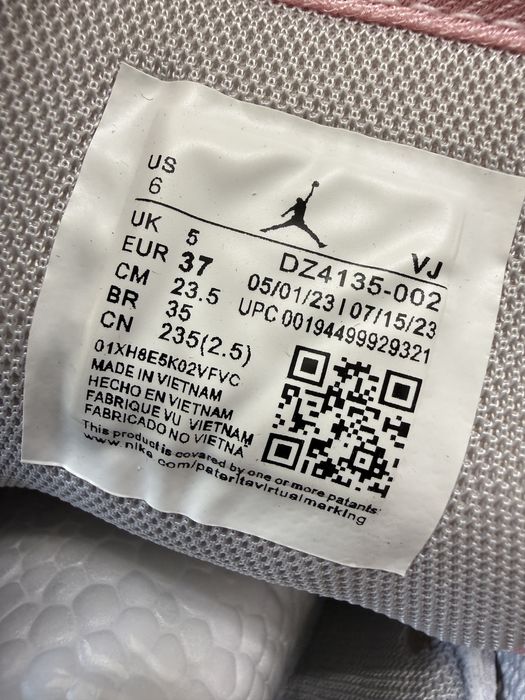 US
6
UK 5
EUR 37
CM 23.5
BR 35
CN 235(2.5)
VJ
DZ4135-002
05/01/23 | 07/15/23
UPC 00194499929321
01XH8E5K02VFVC
MADE IN VIETNAM
HECHO EN VIETNAM
FABRIQUE VU VIETNAM
FABRICADO NO VIETNA
This product is covered by one or more patents
www.nike.com/patenitavirtualmarking